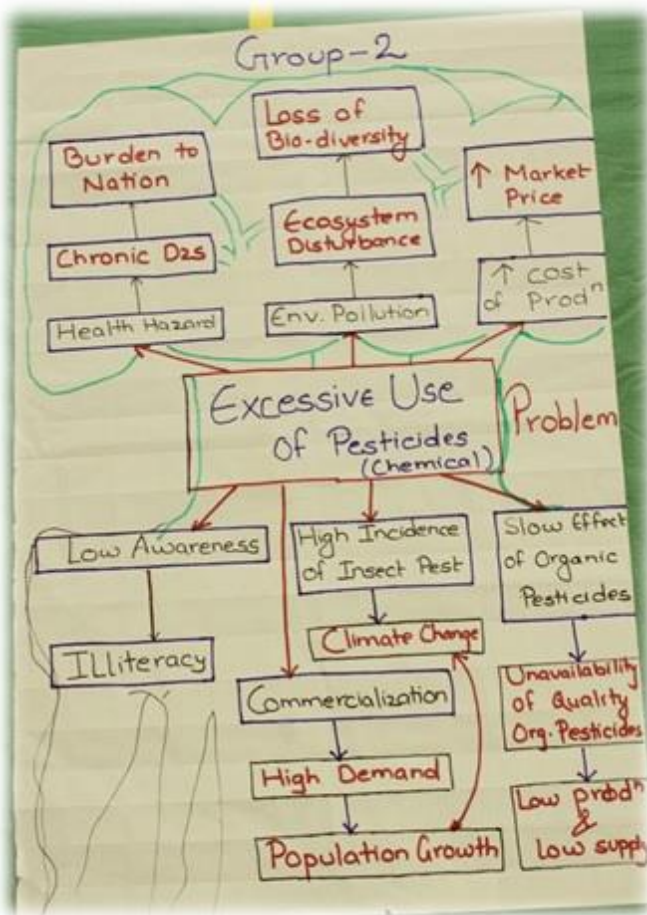 Group-2
Burden to
Nation
Chronic D2s
Health Hazard
Loss of
Bio-diversity
Ecosystem
Disturbance
Env. Pollution
↑ Market
Price
↑ cost
of Prodⁿ
Excessive Use
of Pesticides
(Chemical)
Problem
Low Awareness
ILliteracy
High Incidence
of Insect Pest
Climate Change
Commercialization
High Demand
Population Growth
Slow Effect
of Organic
Pesticides
Unavailability
of Quality
Org. Pesticides
Low prodⁿ
&
Low supply